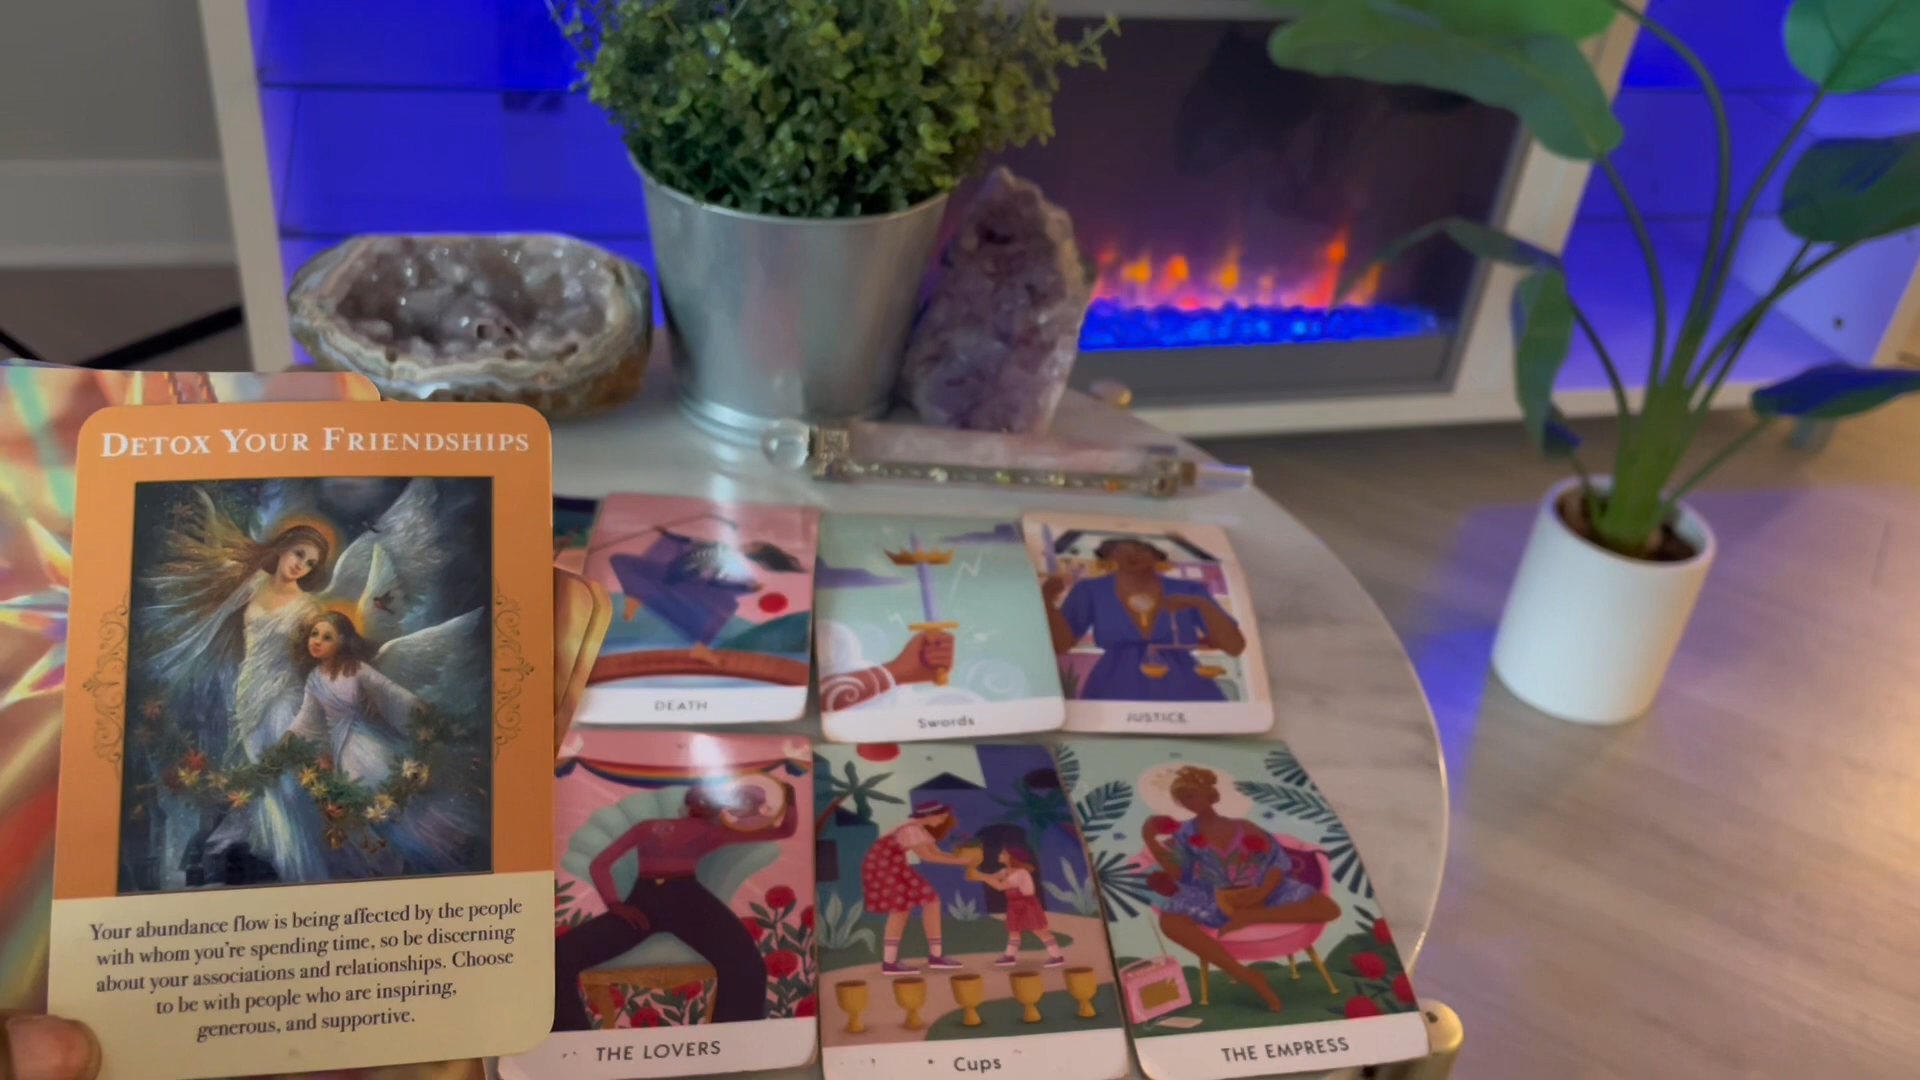 DETOX YOUR FRIENDSHIPS
Your abundance flow is being affected by the people
with whom you're spending time, so be discerning
about your associations and relationships. Choose
to be with people who are inspiring,
generous, and supportive.
DEATH
Swords
JUSTICE
THE LOVERS
Cups
THE EMPRESS